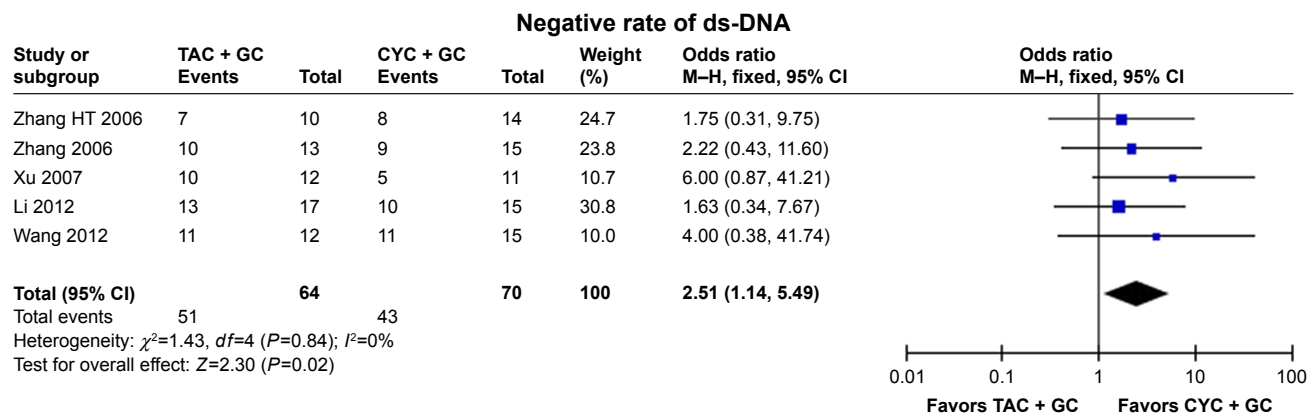 Negative rate of ds-DNA
Study or subgroup TAC + GC Events Total CYC + GC Events Total Weight (%) Odds ratio M–H, fixed, 95% CI Odds ratio M–H, fixed, 95% CI
Zhang HT 2006 7 10 8 14 24.7 1.75 (0.31, 9.75)
Zhang 2006 10 13 9 15 23.8 2.22 (0.43, 11.60)
Xu 2007 10 12 5 11 10.7 6.00 (0.87, 41.21)
Li 2012 13 17 10 15 30.8 1.63 (0.34, 7.67)
Wang 2012 11 12 11 15 10.0 4.00 (0.38, 41.74)
Total (95% CI) 64 70 100 2.51 (1.14, 5.49)
Total events 51 43
Heterogeneity: χ²=1.43, df=4 (P=0.84); I²=0%
Test for overall effect: Z=2.30 (P=0.02)
0.01 0.1 1 10 100
Favors TAC + GC Favors CYC + GC